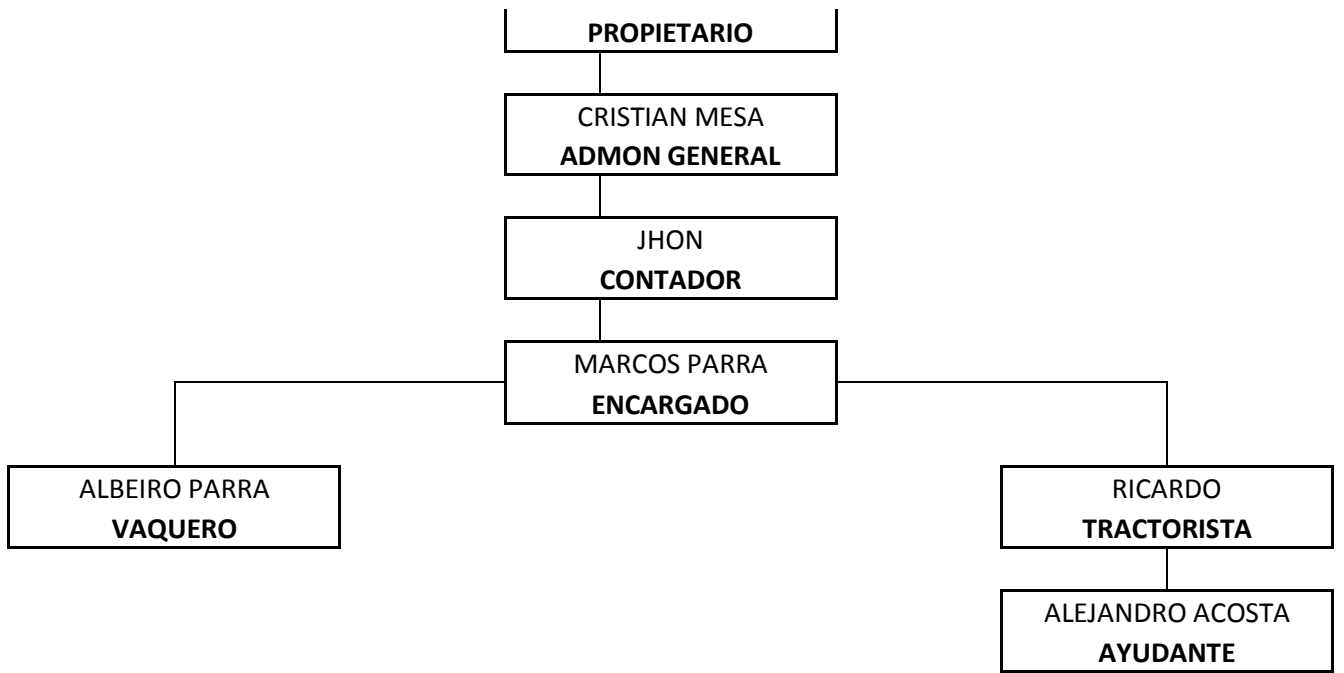 PROPIETARIO
CRISTIAN MESA
ADMON GENERAL
JHON
CONTADOR
MARCOS PARRA
ENCARGADO
ALBEIRO PARRA
VAQUERO
RICARDO
TRACTORISTA
ALEJANDRO ACOSTA
AYUDANTE